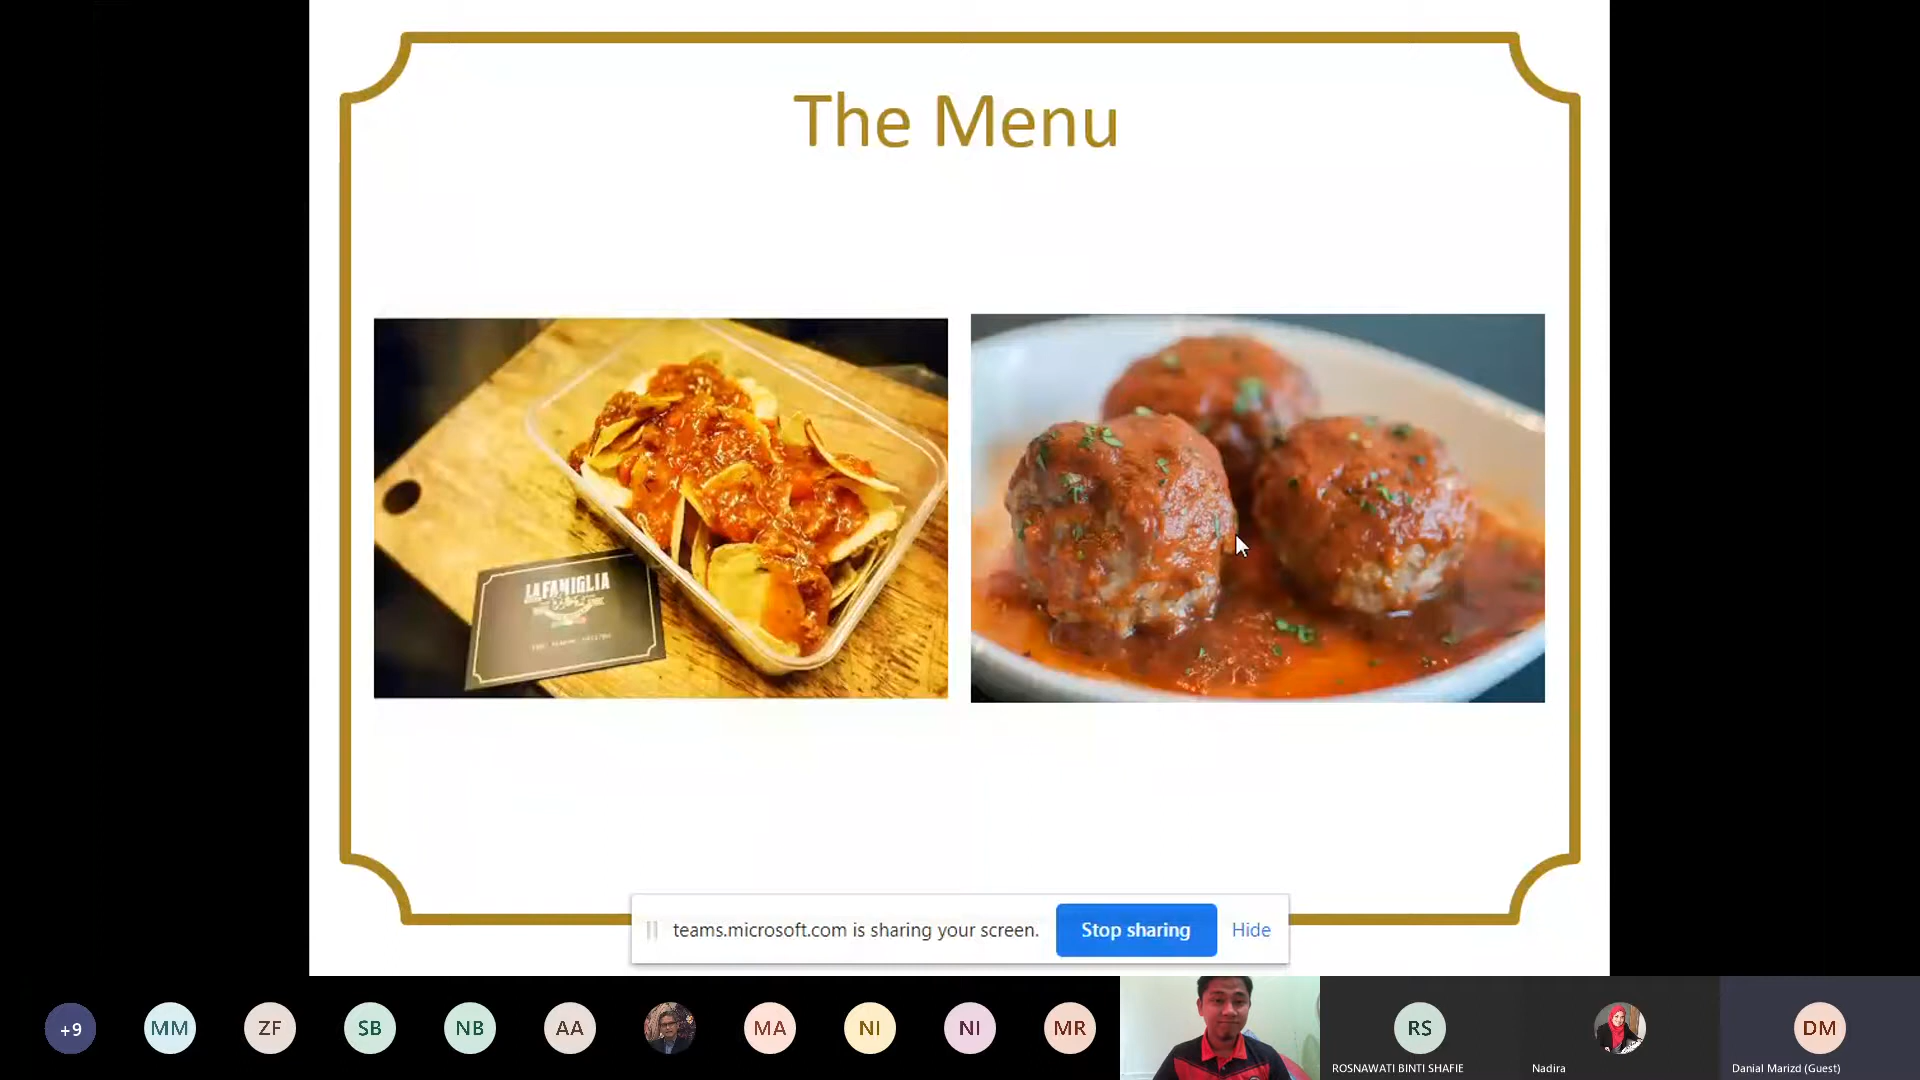 The Menu
LA FAMIGLIA
teams.microsoft.com is sharing your screen.
Stop sharing
Hide
+9
MM
ZF
SB
NB
AA
MA
NI
NI
MR
RS
DM
ROSNAWATI BINTI SHAFIE
Nadira
Danial Marizd (Guest)